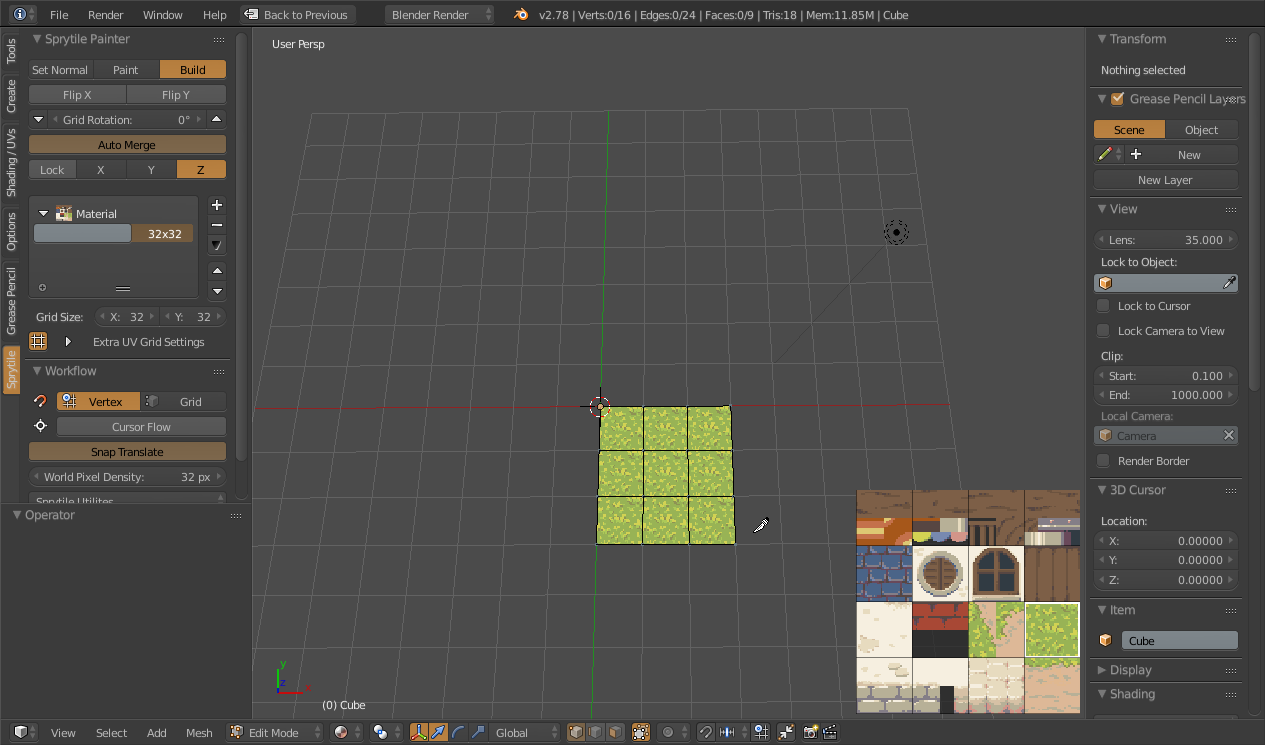 File Render Window Help Back to Previous Blender Render v2.78 | Verts:0/16 | Edges:0/24 | Faces:0/9 | Tris:18 | Mem:11.85M | Cube
Tools
Create
Shading / UVs
Options
Grease Pencil
Sprytile
Sprytile Painter
Set Normal Paint Build
Flip X Flip Y
Grid Rotation: 0°
Auto Merge
Lock X Y Z
Material
32x32
Grid Size: X: 32 Y: 32
Extra UV Grid Settings
Workflow
Vertex Grid
Cursor Flow
Snap Translate
World Pixel Density: 32 px
Sprytile Utilites
Operator
User Persp
y
z
x
(0) Cube
Transform
Nothing selected
Grease Pencil Layers
Scene Object
New
New Layer
View
Lens: 35.000
Lock to Object:
Lock to Cursor
Lock Camera to View
Clip:
Start: 0.100
End: 1000.000
Local Camera:
Camera
Render Border
3D Cursor
Location:
X: 0.00000
Y: 0.00000
Z: 0.00000
Item
Cube
Display
Shading
View Select Add Mesh Edit Mode Global